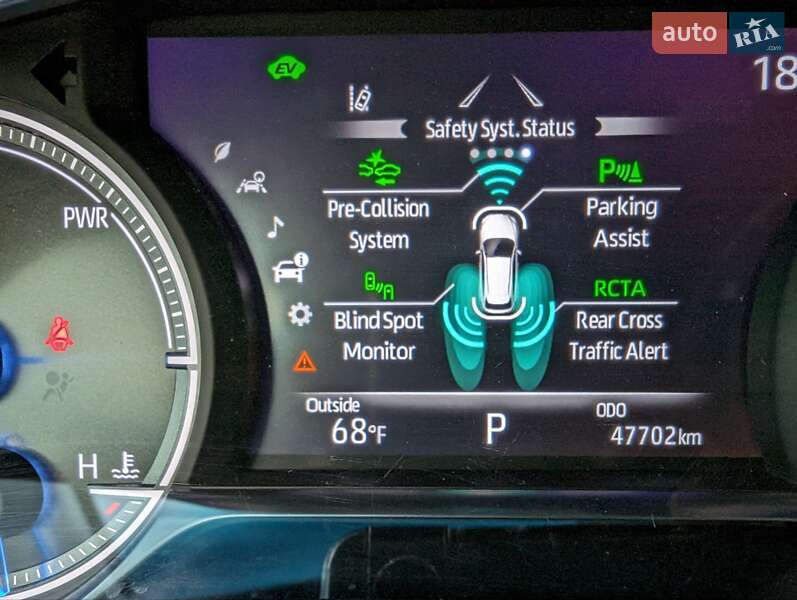 auto RIA .com
EV
18
Safety Syst. Status
PWR
P
Pre-Collision
System
Parking
Assist
RCTA
Blind Spot
Monitor
Rear Cross
Traffic Alert
Outside
68°F
P
ODO
47702km
H